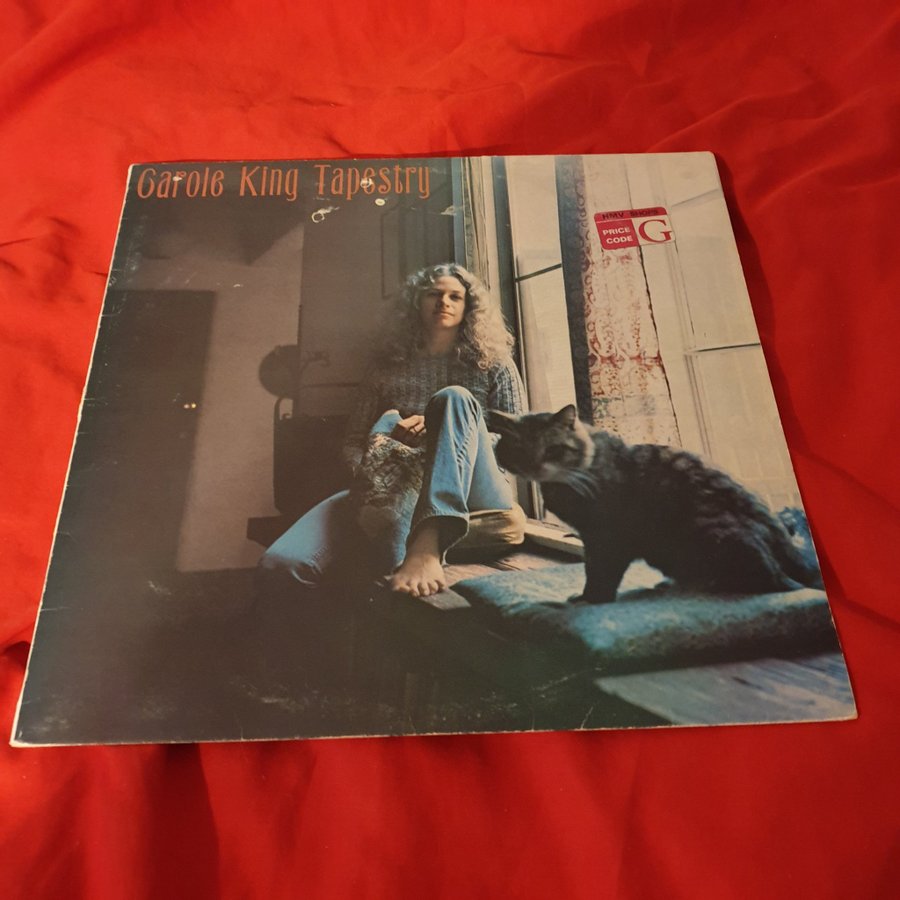 Carole King Tapestry
HMV SHOPS
PRICE
CODE
G